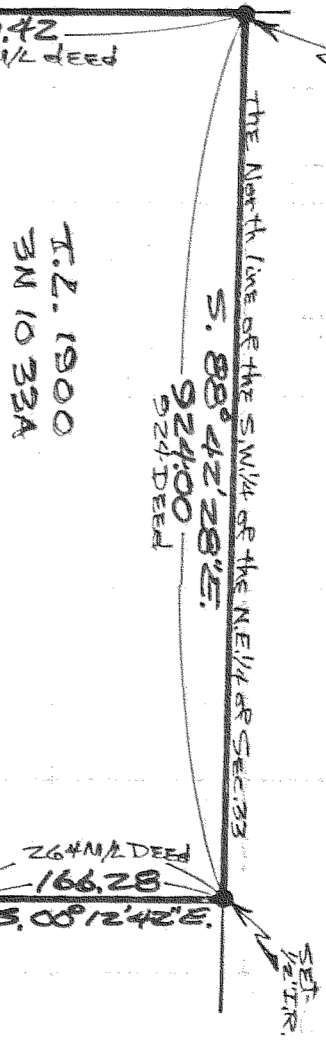 The North line of the S.W.1/4 of the N.E.1/4 of Sec.33
S. 88° 42' 28" E.
924.00
924 DEED
.42
M/L deed
T.L. 1900
3N 10 33A
264 M/L DEED
166.28
S. 00° 12' 42" E.
SET
1/2" I.R.